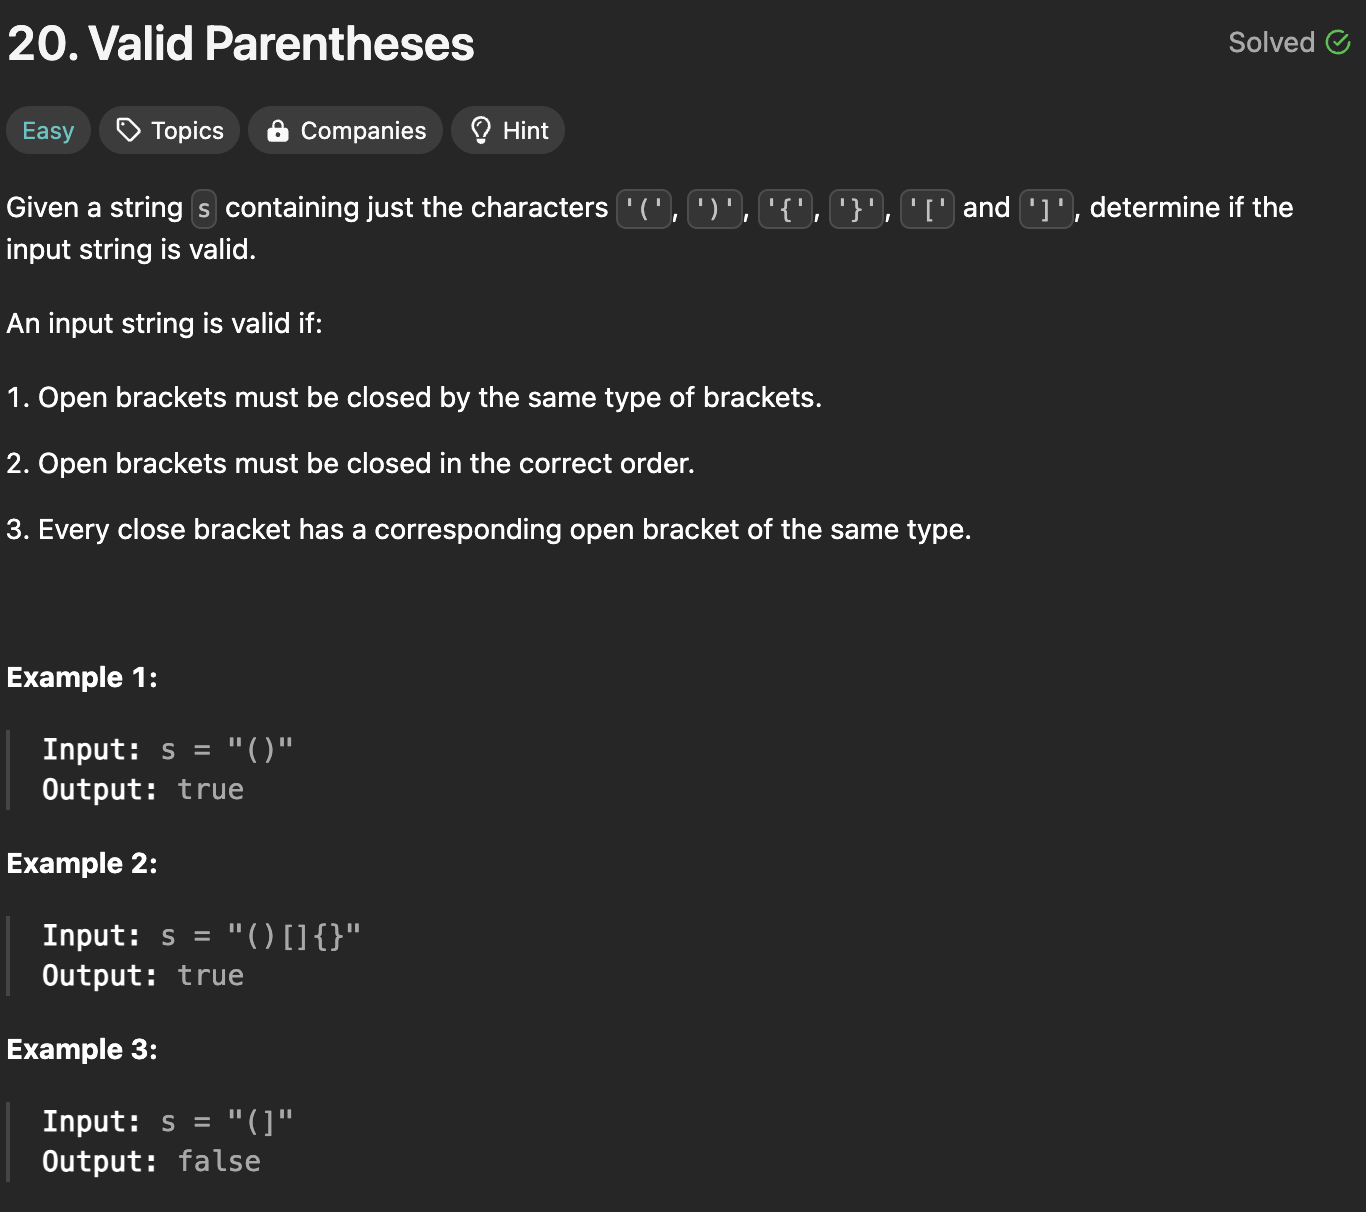 20. Valid Parentheses
Solved
Easy Topics Companies Hint
Given a string s containing just the characters '(', ')', '{', '}', '[' and ']', determine if the
input string is valid.
An input string is valid if:
1. Open brackets must be closed by the same type of brackets.
2. Open brackets must be closed in the correct order.
3. Every close bracket has a corresponding open bracket of the same type.
Example 1:
Input: s = "()"
Output: true
Example 2:
Input: s = "()[]{}"
Output: true
Example 3:
Input: s = "(]"
Output: false